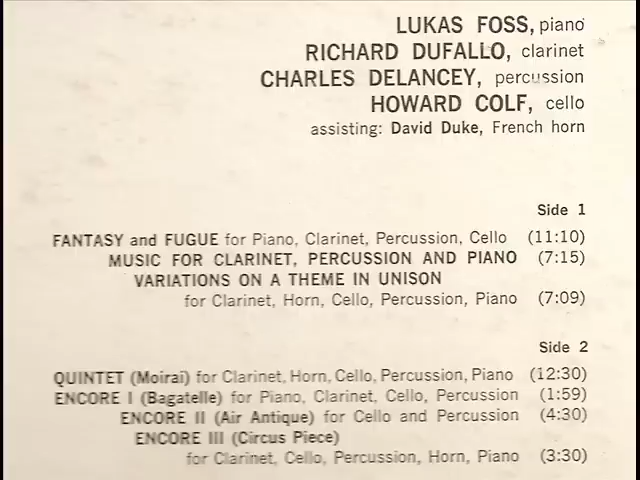 LUKAS FOSS, piano
RICHARD DUFALLO, clarinet
CHARLES DELANCEY, percussion
HOWARD COLF, cello
assisting: David Duke, French horn
Side 1
FANTASY and FUGUE for Piano, Clarinet, Percussion, Cello (11:10)
MUSIC FOR CLARINET, PERCUSSION AND PIANO (7:15)
VARIATIONS ON A THEME IN UNISON
for Clarinet, Horn, Cello, Percussion, Piano (7:09)
Side 2
QUINTET (Moirai) for Clarinet, Horn, Cello, Percussion, Piano (12:30)
ENCORE I (Bagatelle) for Piano, Clarinet, Cello, Percussion (1:59)
ENCORE II (Air Antique) for Cello and Percussion (4:30)
ENCORE III (Circus Piece)
for Clarinet, Cello, Percussion, Horn, Piano (3:30)